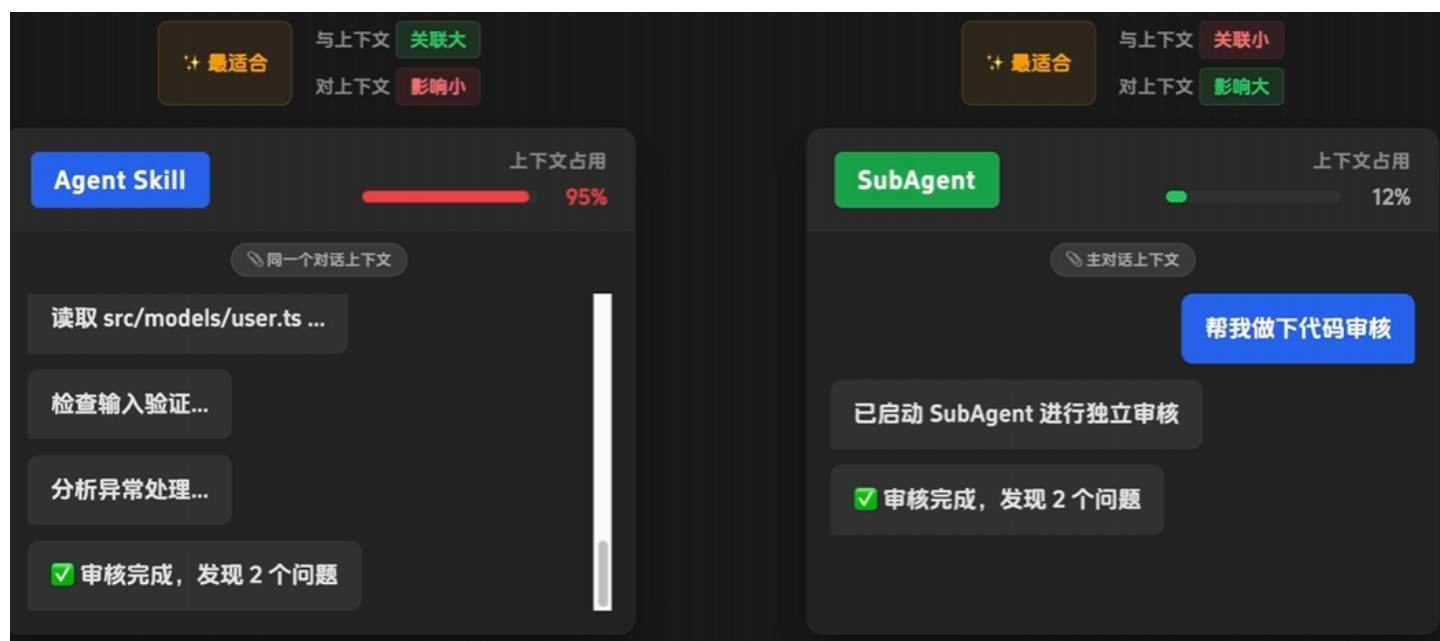 ✨ 最适合
与上下文 关联大
对上下文 影响小
Agent Skill
上下文占用
95%
📎 同一个对话上下文
读取 src/models/user.ts ...
检查输入验证...
分析异常处理...
✅ 审核完成，发现 2 个问题
✨ 最适合
与上下文 关联小
对上下文 影响大
SubAgent
上下文占用
12%
📎 主对话上下文
帮我做下代码审核
已启动 SubAgent 进行独立审核
✅ 审核完成，发现 2 个问题